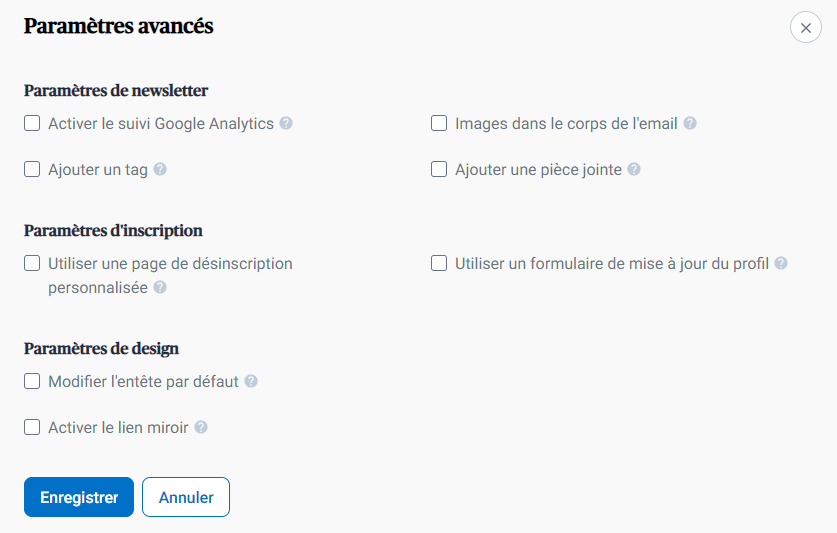 Paramètres avancés
Paramètres de newsletter
Activer le suivi Google Analytics ?
Images dans le corps de l'email ?
Ajouter un tag ?
Ajouter une pièce jointe ?
Paramètres d'inscription
Utiliser une page de désinscription
personnalisée ?
Utiliser un formulaire de mise à jour du profil ?
Paramètres de design
Modifier l'entête par défaut ?
Activer le lien miroir ?
Enregistrer
Annuler